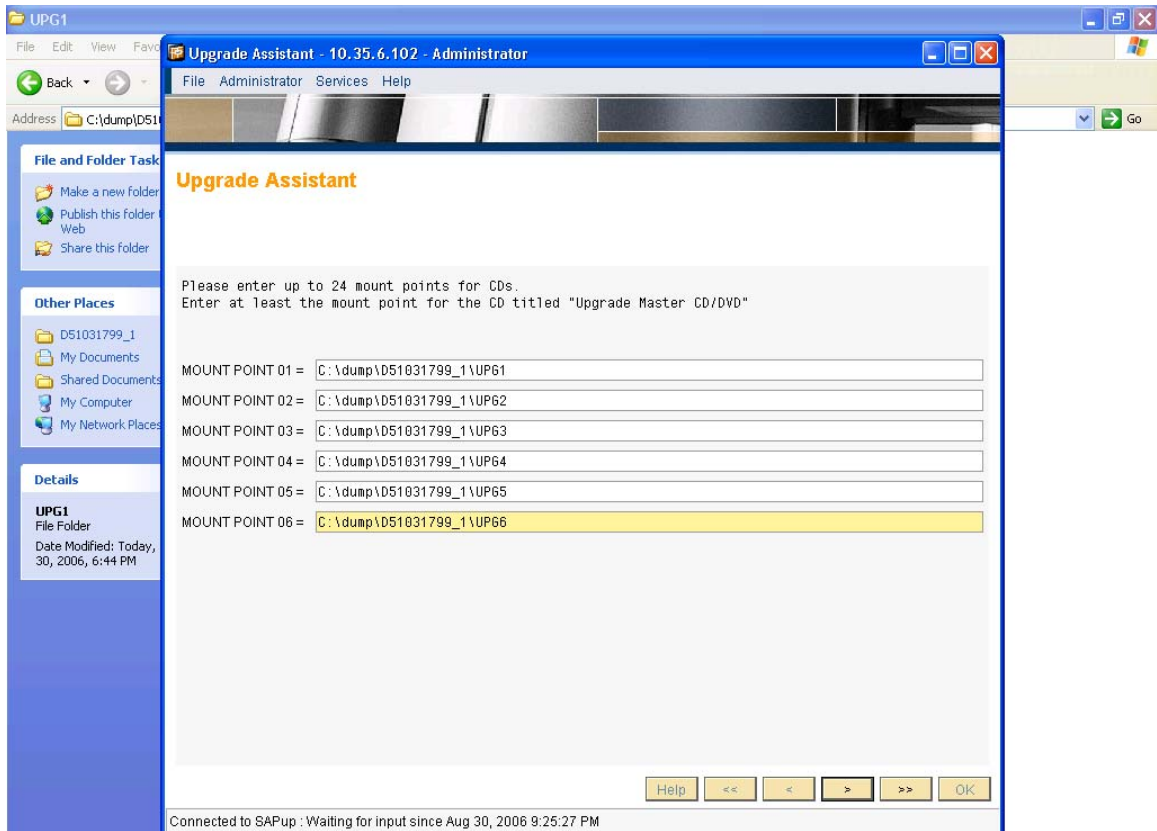 UPG1
File Edit View Favo
Back
Address C:\dump\D51
Go
File and Folder Task
Make a new folder
Publish this folder
Web
Share this folder
Other Places
D51031799_1
My Documents
Shared Documents
My Computer
My Network Places
Details
UPG1
File Folder
Date Modified: Today,
30, 2006, 6:44 PM
Upgrade Assistant - 10.35.6.102 - Administrator
File Administrator Services Help
Upgrade Assistant
Please enter up to 24 mount points for CDs.
Enter at least the mount point for the CD titled "Upgrade Master CD/DVD"
MOUNT POINT 01 = C:\dump\D51031799_1\UPG1
MOUNT POINT 02 = C:\dump\D51031799_1\UPG2
MOUNT POINT 03 = C:\dump\D51031799_1\UPG3
MOUNT POINT 04 = C:\dump\D51031799_1\UPG4
MOUNT POINT 05 = C:\dump\D51031799_1\UPG5
MOUNT POINT 06 = C:\dump\D51031799_1\UPG6
Help << < > >> OK
Connected to SAPup : Waiting for input since Aug 30, 2006 9:25:27 PM